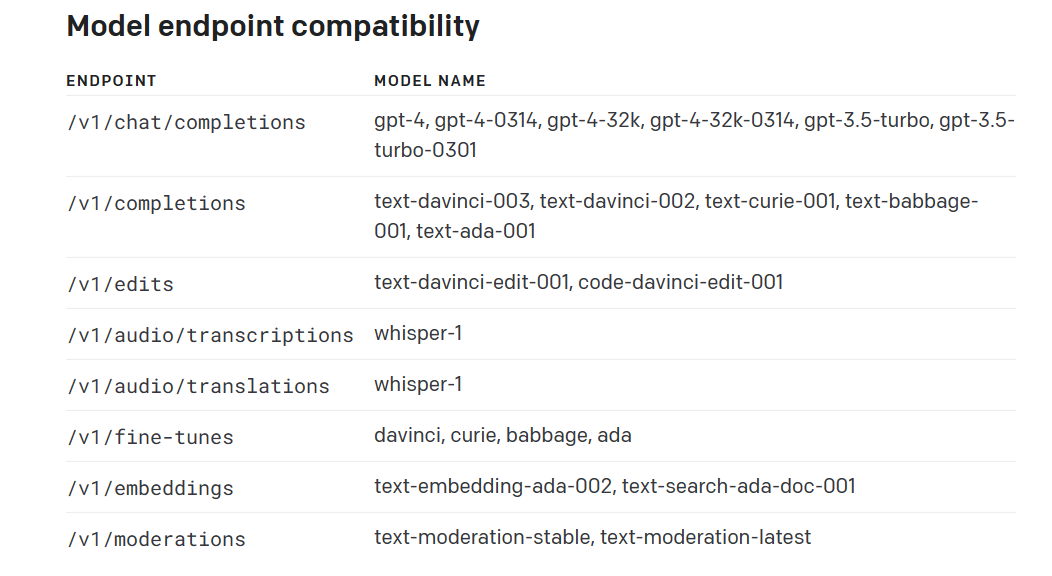 Model endpoint compatibility
ENDPOINT MODEL NAME
/v1/chat/completions gpt-4, gpt-4-0314, gpt-4-32k, gpt-4-32k-0314, gpt-3.5-turbo, gpt-3.5-
turbo-0301
/v1/completions text-davinci-003, text-davinci-002, text-curie-001, text-babbage-
001, text-ada-001
/v1/edits text-davinci-edit-001, code-davinci-edit-001
/v1/audio/transcriptions whisper-1
/v1/audio/translations whisper-1
/v1/fine-tunes davinci, curie, babbage, ada
/v1/embeddings text-embedding-ada-002, text-search-ada-doc-001
/v1/moderations text-moderation-stable, text-moderation-latest